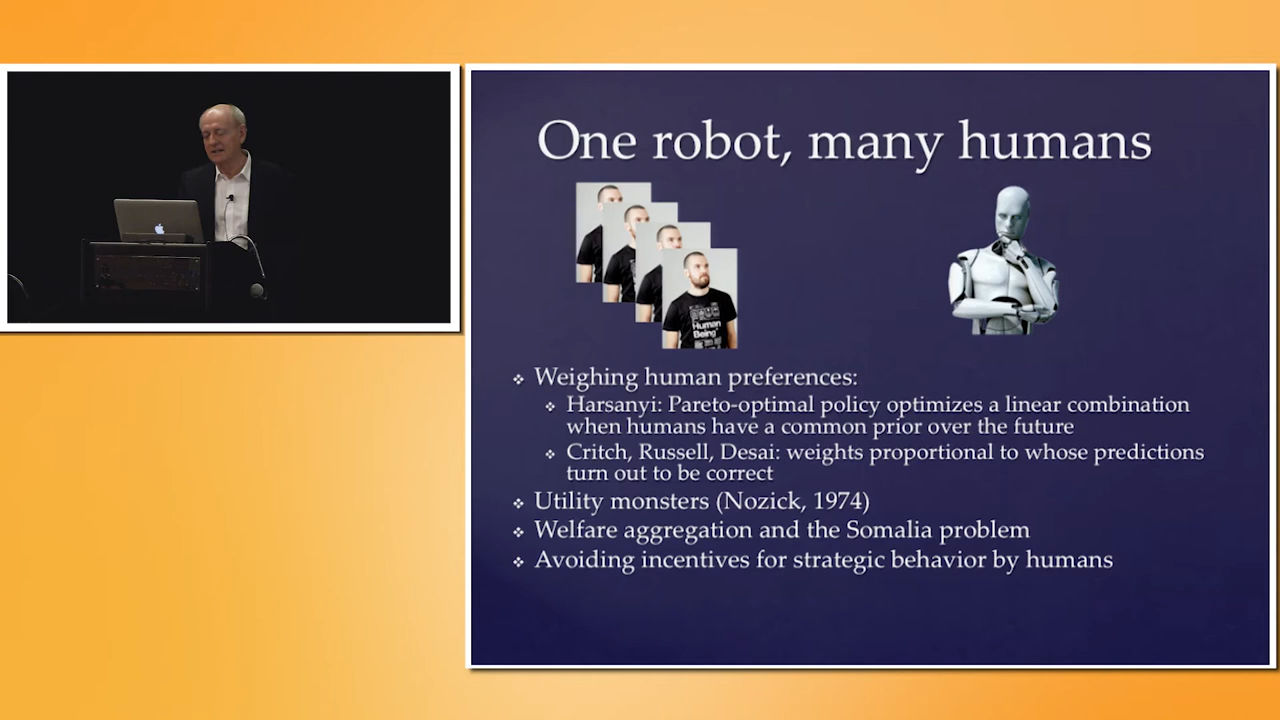 One robot, many humans
Human
Being
Weighing human preferences:
Harsanyi: Pareto-optimal policy optimizes a linear combination
when humans have a common prior over the future
Critch, Russell, Desai: weights proportional to whose predictions
turn out to be correct
Utility monsters (Nozick, 1974)
Welfare aggregation and the Somalia problem
Avoiding incentives for strategic behavior by humans